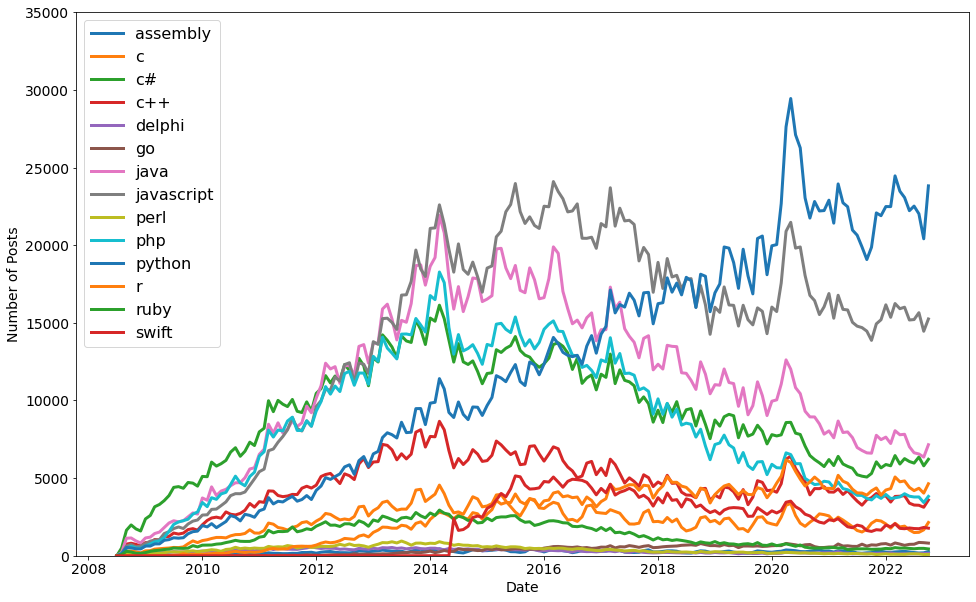 35000
30000
25000
20000
15000
10000
5000
0
Number of Posts
assembly
c
c#
c++
delphi
go
java
javascript
perl
php
python
r
ruby
swift
2008 2010 2012 2014 2016 2018 2020 2022
Date